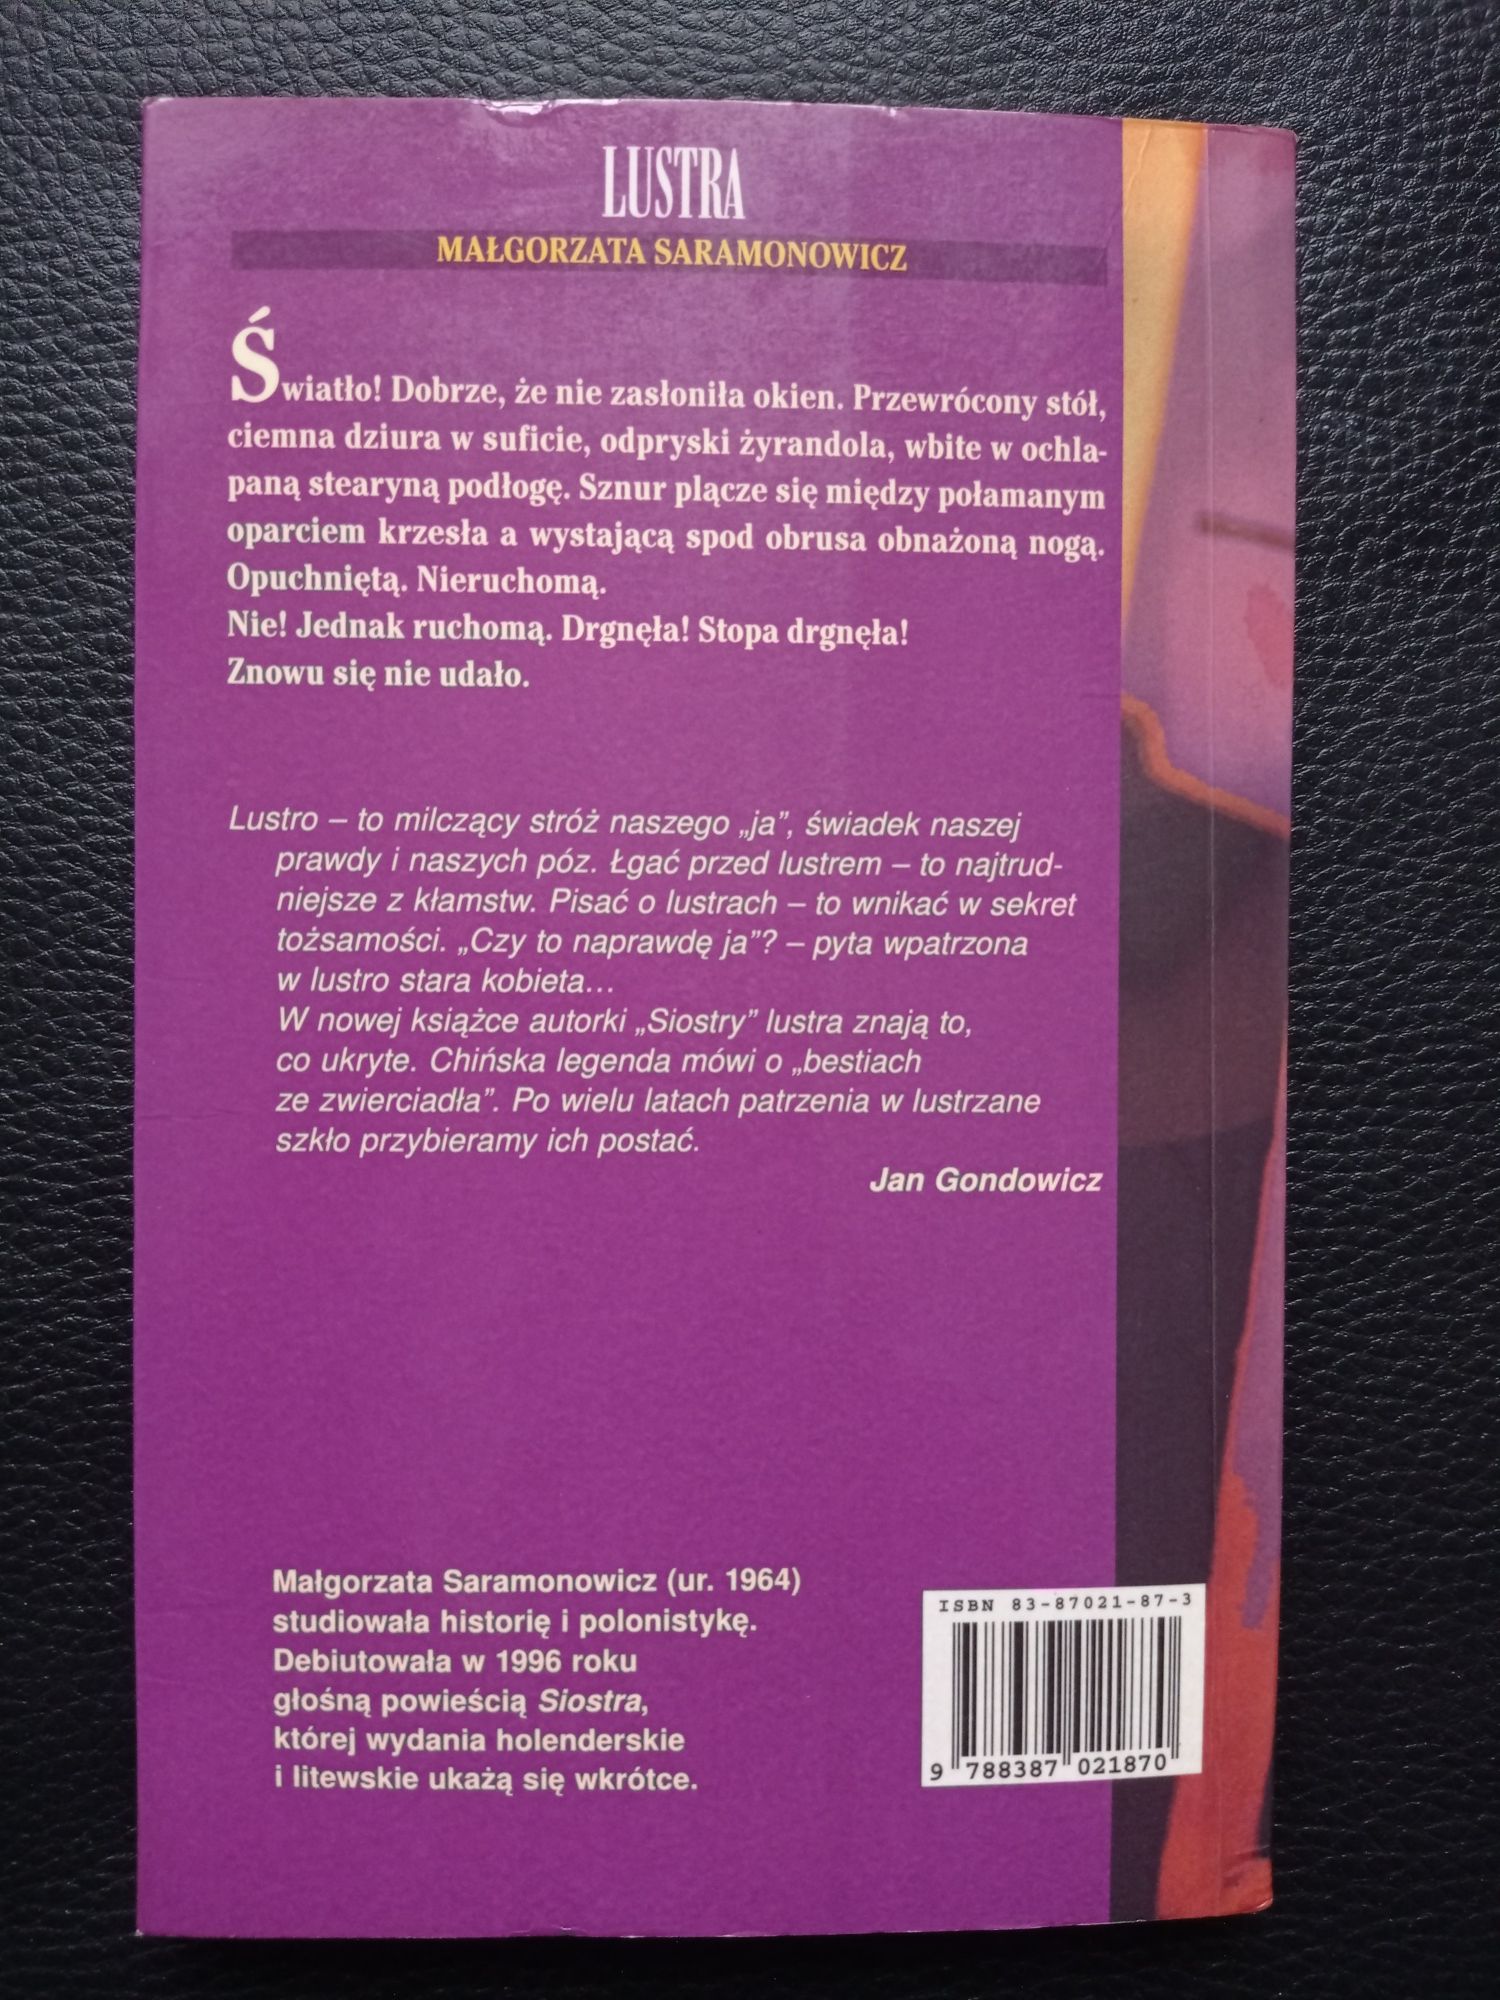 LUSTRA
MAŁGORZATA SARAMONOWICZ
Światło! Dobrze, że nie zasłoniła okien. Przewrócony stół,
ciemna dziura w suficie, odpryski żyrandola, wbite w ochla-
paną stearyną podłogę. Sznur plącze się między połamanym
oparciem krzesła a wystającą spod obrusa obnażoną nogą.
Opuchniętą. Nieruchomą.
Nie! Jednak ruchomą. Drgnęła! Stopa drgnęła!
Znowu się nie udało.
Lustro – to milczący stróż naszego „ja”, świadek naszej
prawdy i naszych póz. Łgać przed lustrem – to najtrud-
niejsze z kłamstw. Pisać o lustrach – to wnikać w sekret
tożsamości. „Czy to naprawdę ja”? – pyta wpatrzona
w lustro stara kobieta...
W nowej książce autorki „Siostry” lustra znają to,
co ukryte. Chińska legenda mówi o „bestiach
ze zwierciadła”. Po wielu latach patrzenia w lustrzane
szkło przybieramy ich postać.
Jan Gondowicz
Małgorzata Saramonowicz (ur. 1964)
studiowała historię i polonistykę.
Debiutowała w 1996 roku
głośną powieścią Siostra,
której wydania holenderskie
i litewskie ukażą się wkrótce.
ISBN 83-87021-87-3
9 788387 021870